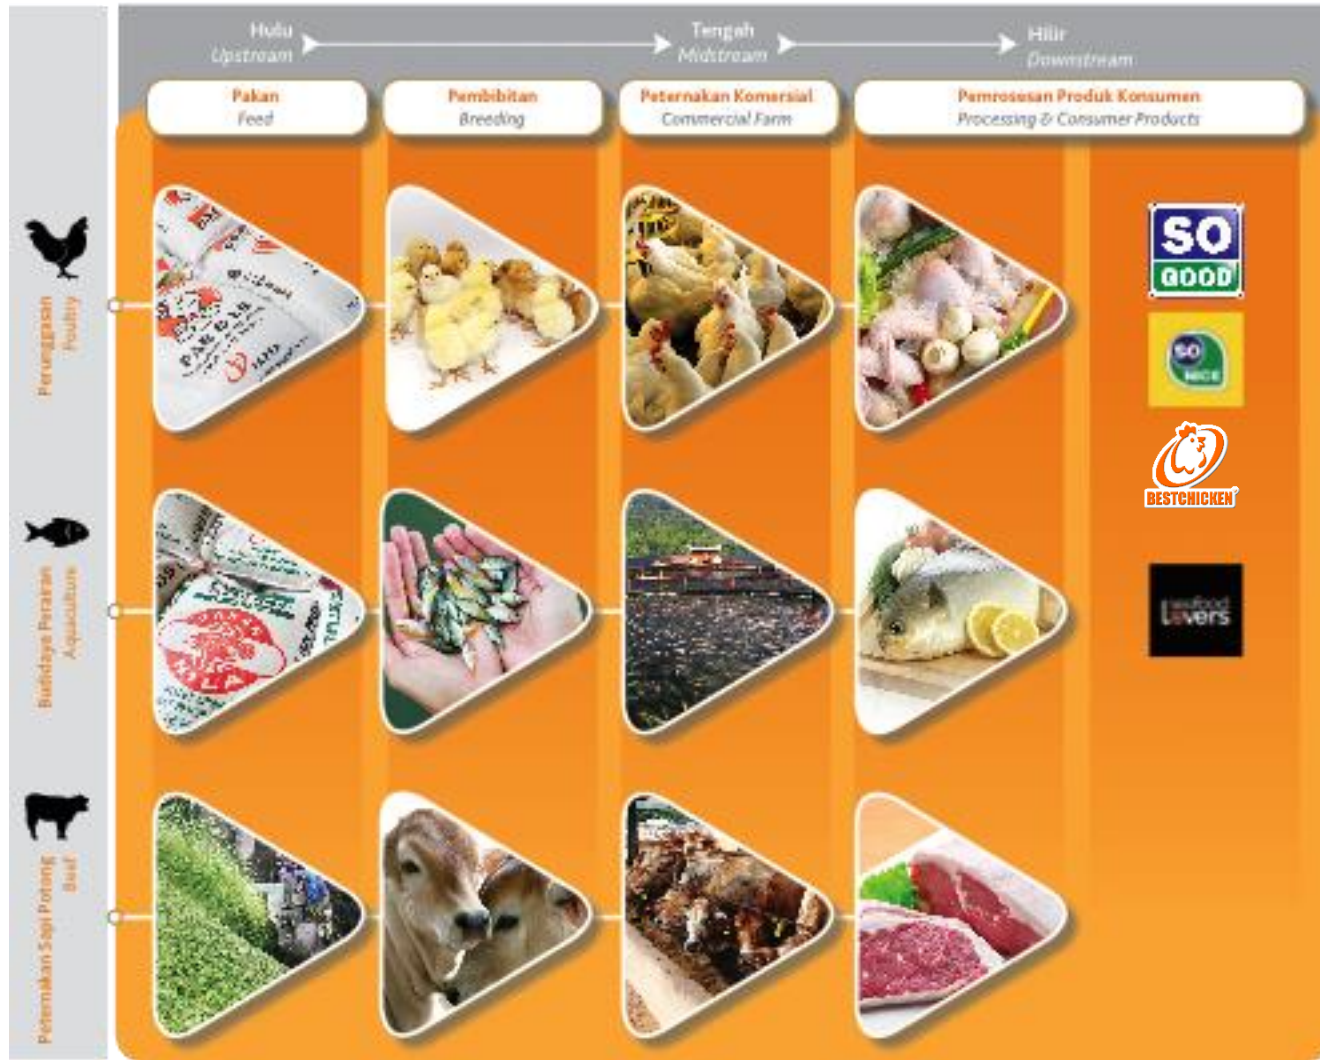 Hulu
Upstream
Tengah
Midstream
Hilir
Downstream
Pakan
Feed
Pembibitan
Breeding
Peternakan Komersial
Commercial Farm
Pemrosesan Produk Konsumen
Processing & Consumer Products
Perunggasan
Poultry
SO
GOOD
SO
NICE
BESTCHICKEN
Budidaya Perairan
Aquaculture
Seafood
Lovers
Peternakan Sapi Potong
Beef